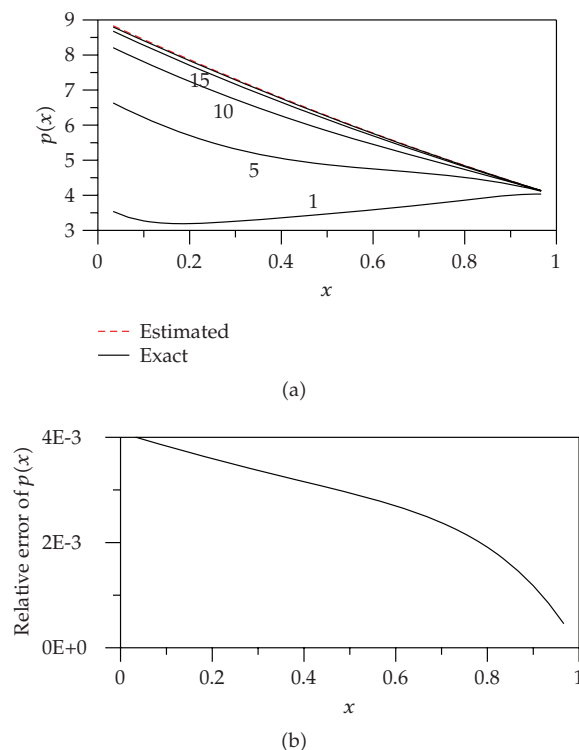 9
8
7
6
5
4
3
p(x)
15
10
5
1
0 0.2 0.4 0.6 0.8 1
x
Estimated
Exact
(a)
4E-3
2E-3
0E+0
Relative error of p(x)
0 0.2 0.4 0.6 0.8 1
x
(b)